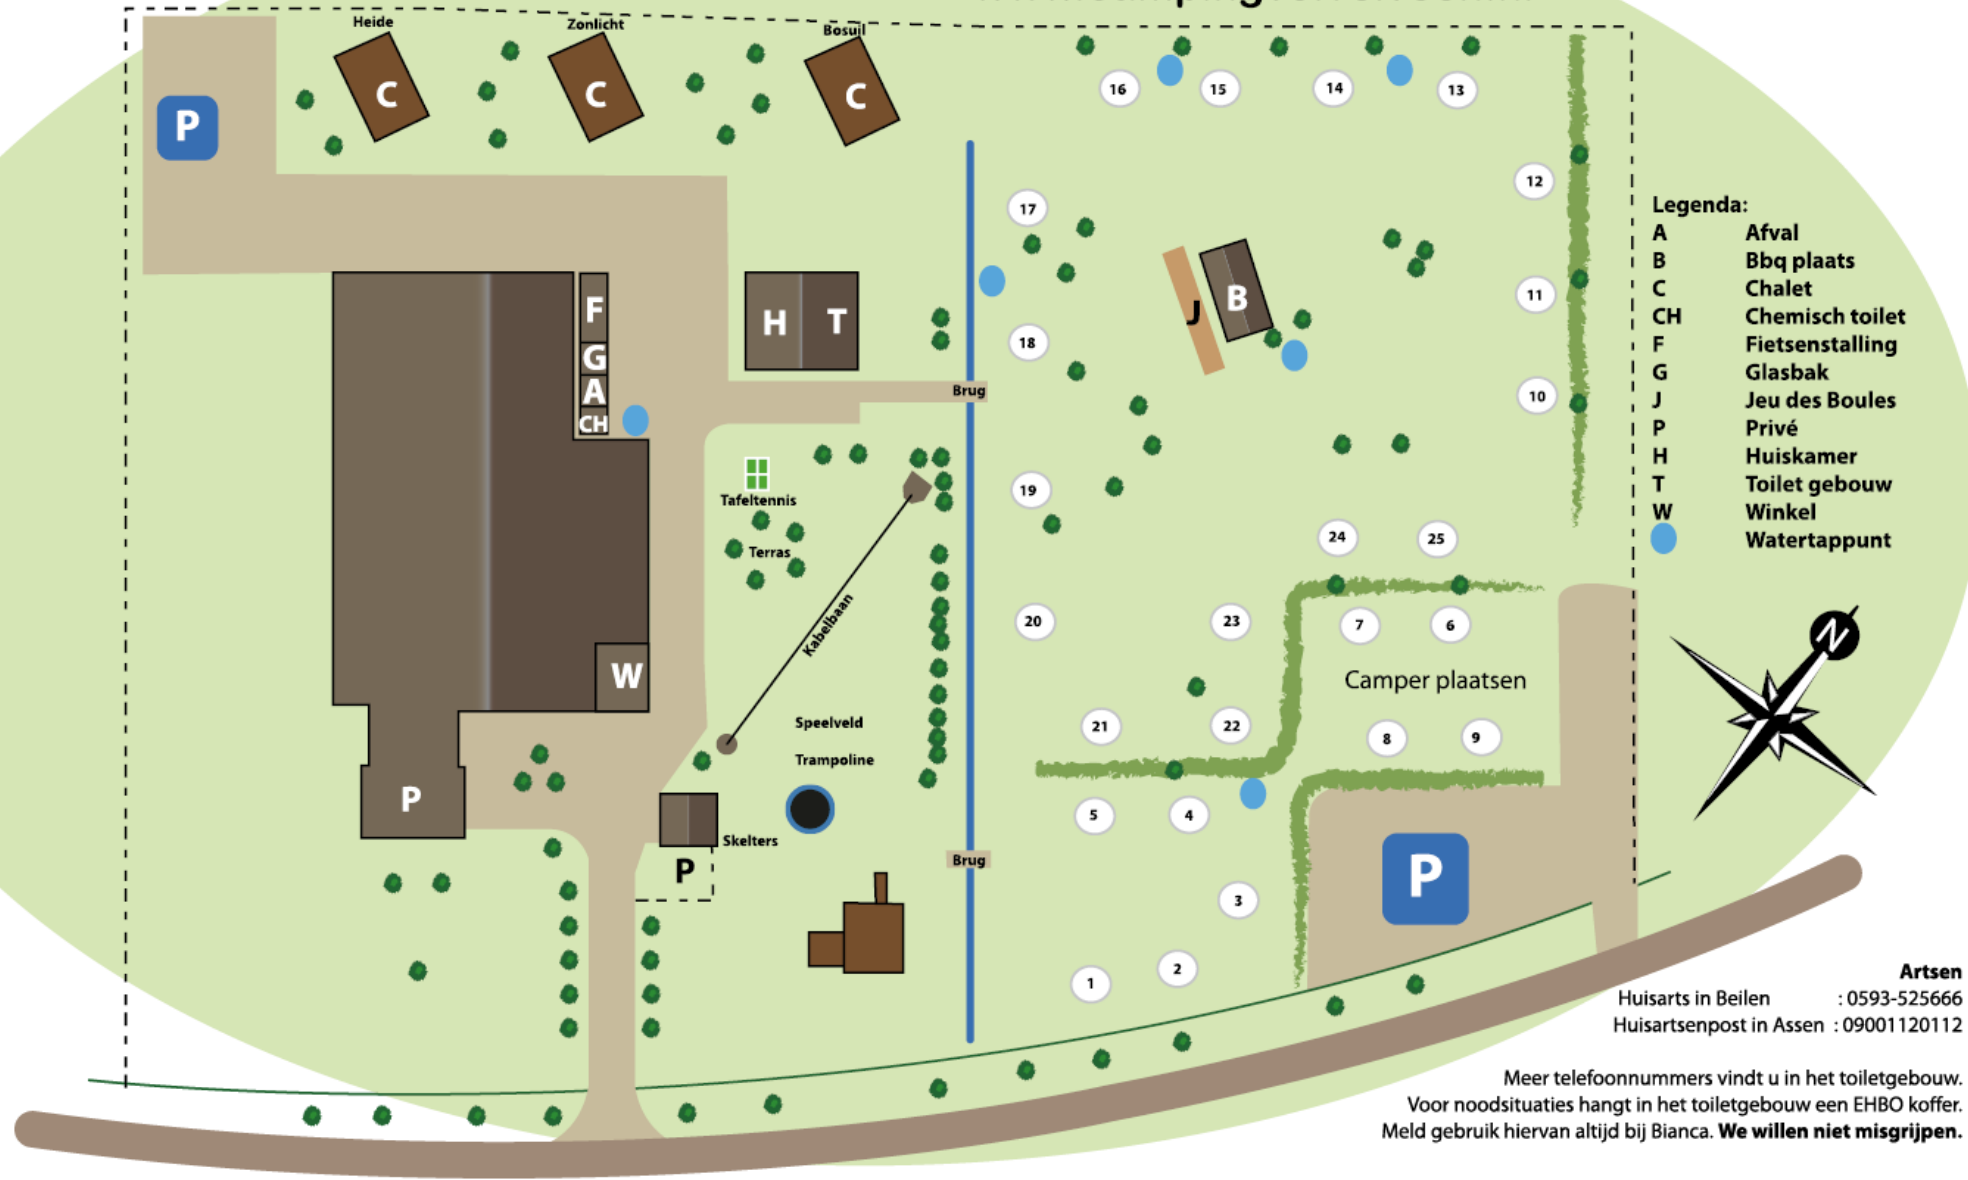 Heide
Zonlicht
Bosuil
P
C
C
C
16
15
14
13
12
17
11
18
10
19
24
25
20
23
7
6
Camper plaatsen
21
22
8
9
5
4
3
2
1
F
G
A
CH
H
T
J
B
Brug
Tafeltennis
Terras
Kabelbaan
W
Speelveld
Trampoline
P
Skelters
P
Brug
P
Legenda:
A Afval
B Bbq plaats
C Chalet
CH Chemisch toilet
F Fietsenstalling
G Glasbak
J Jeu des Boules
P Privé
H Huiskamer
T Toilet gebouw
W Winkel
Watertappunt
N
Artsen
Huisarts in Beilen : 0593-525666
Huisartsenpost in Assen : 09001120112
Meer telefoonnummers vindt u in het toiletgebouw.
Voor noodsituaties hangt in het toiletgebouw een EHBO koffer.
Meld gebruik hiervan altijd bij Bianca. We willen niet misgrijpen.